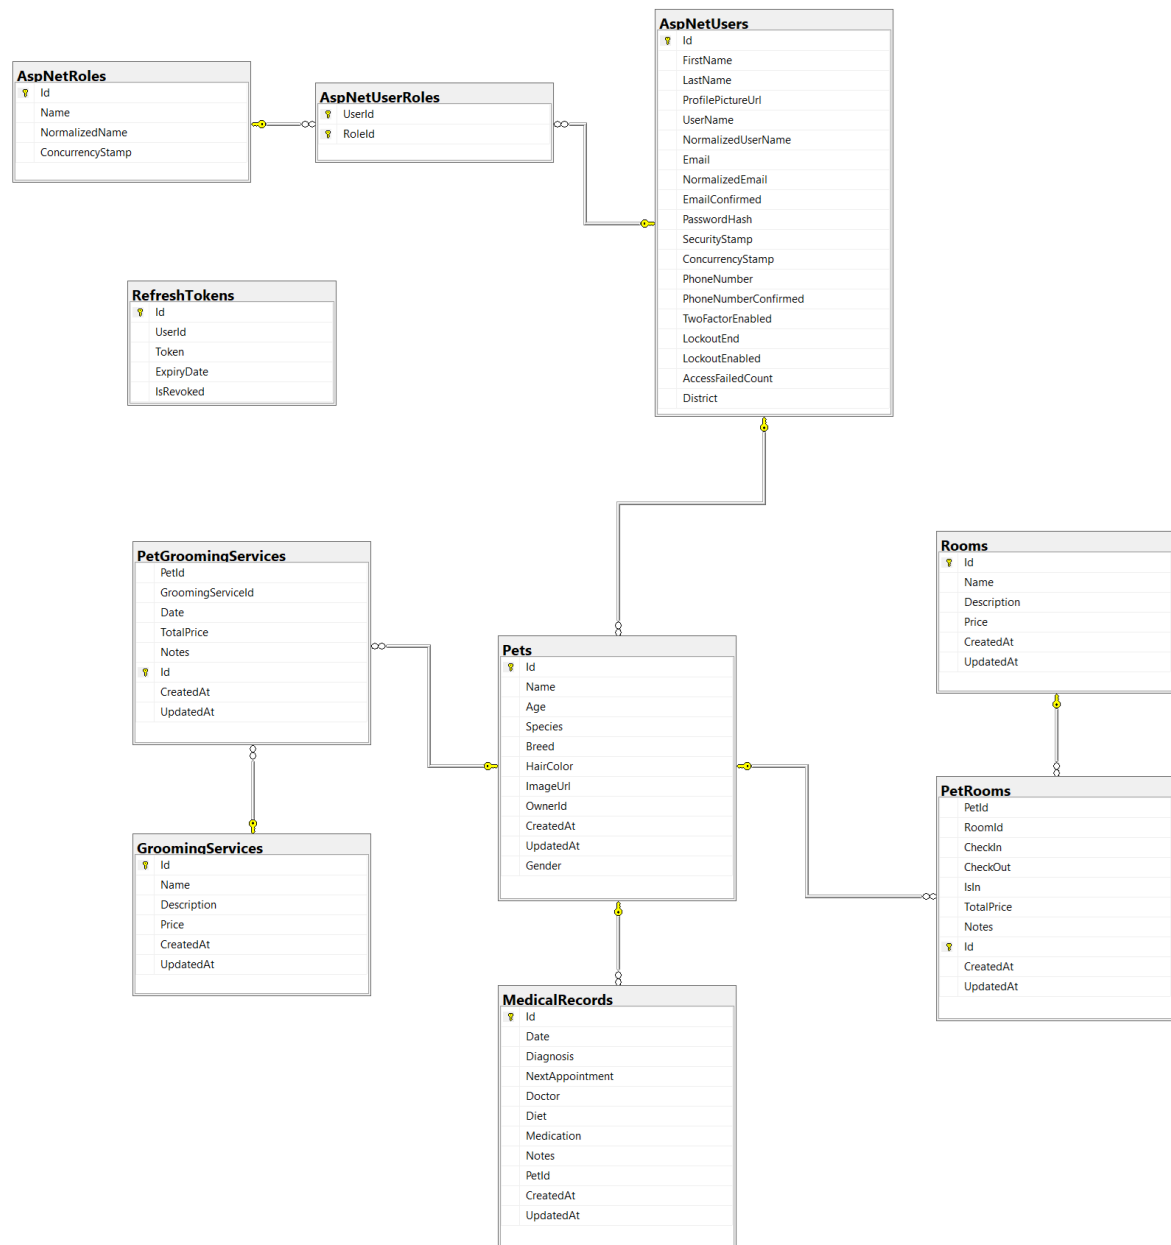 AspNetUsers
Id
FirstName
LastName
ProfilePictureUrl
UserName
NormalizedUserName
Email
NormalizedEmail
EmailConfirmed
PasswordHash
SecurityStamp
ConcurrencyStamp
PhoneNumber
PhoneNumberConfirmed
TwoFactorEnabled
LockoutEnd
LockoutEnabled
AccessFailedCount
District
AspNetRoles
Id
Name
NormalizedName
ConcurrencyStamp
AspNetUserRoles
UserId
RoleId
RefreshTokens
Id
UserId
Token
ExpiryDate
IsRevoked
PetGroomingServices
PetId
GroomingServiceId
Date
TotalPrice
Notes
Id
CreatedAt
UpdatedAt
Pets
Id
Name
Age
Species
Breed
HairColor
ImageUrl
OwnerId
CreatedAt
UpdatedAt
Gender
Rooms
Id
Name
Description
Price
CreatedAt
UpdatedAt
PetRooms
PetId
RoomId
CheckIn
CheckOut
IsIn
TotalPrice
Notes
Id
CreatedAt
UpdatedAt
GroomingServices
Id
Name
Description
Price
CreatedAt
UpdatedAt
MedicalRecords
Id
Date
Diagnosis
NextAppointment
Doctor
Diet
Medication
Notes
PetId
CreatedAt
UpdatedAt